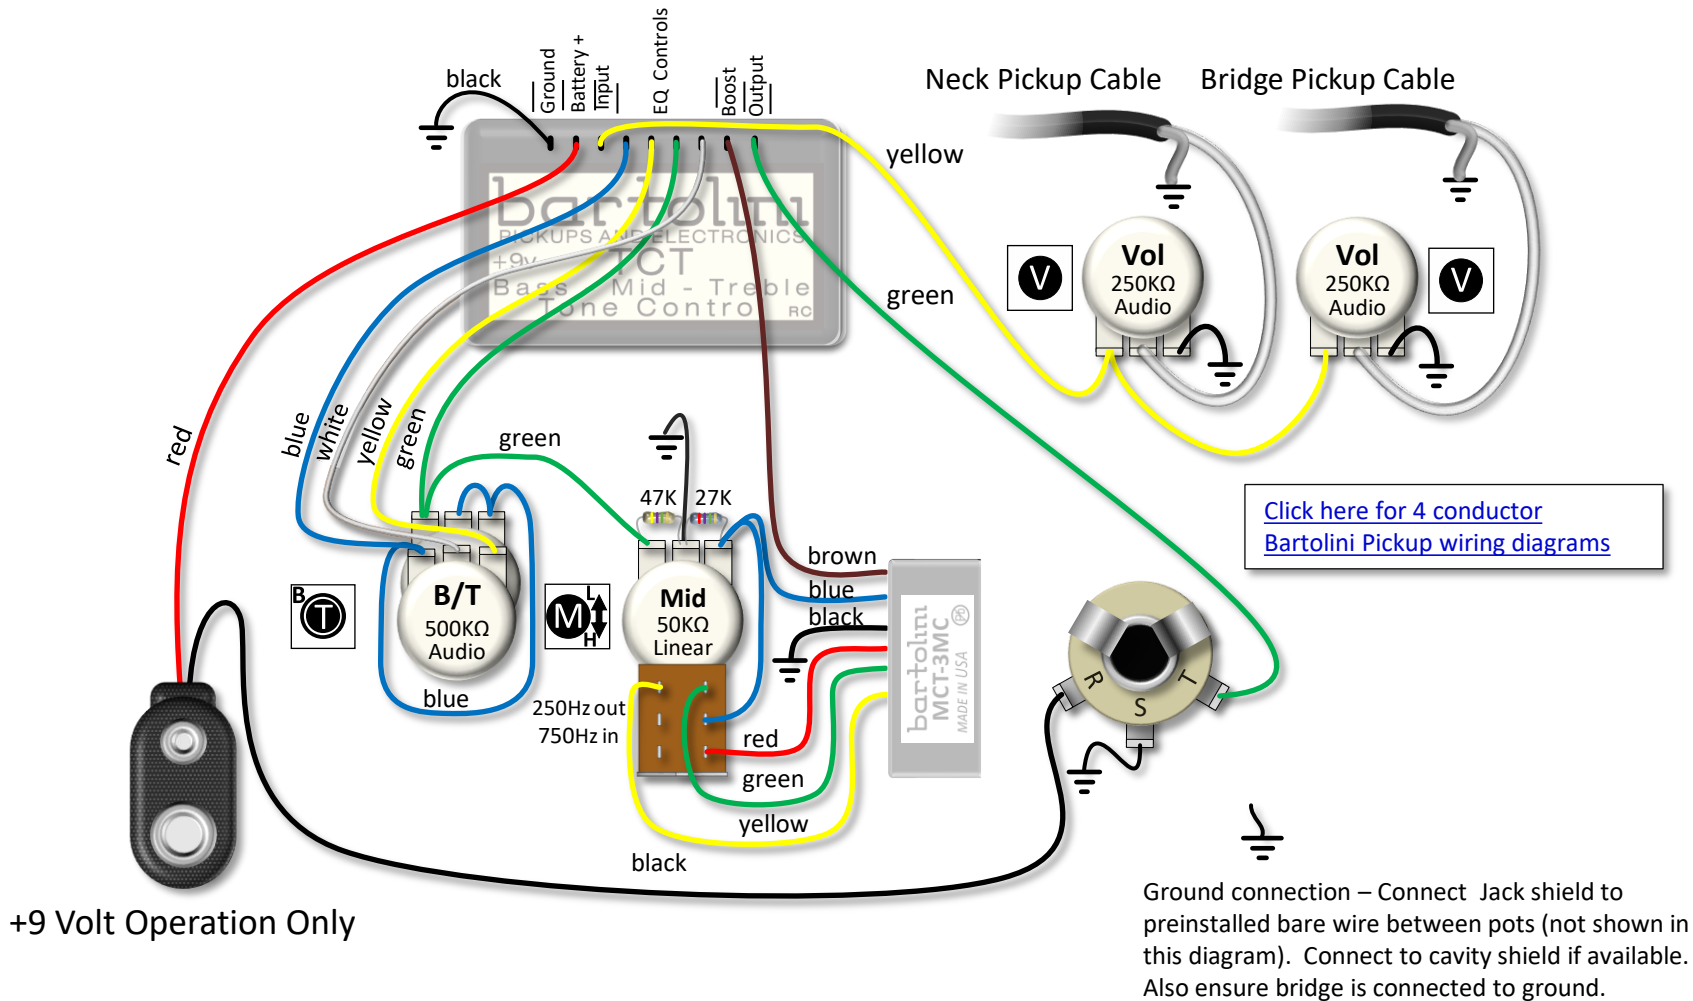 Ground
Battery +
Input
EQ Controls
Boost
Output
black
Neck Pickup Cable
Bridge Pickup Cable
yellow
green
bartolini
PICKUPS AND ELECTRONICS
+9v TCT
Bass Mid - Treble
Tone Control RC
V
Vol
250KΩ
Audio
Vol
250KΩ
Audio
V
red
blue
white
yellow
green
green
47K
27K
Click here for 4 conductor
Bartolini Pickup wiring diagrams
brown
blue
black
B
T
B/T
500KΩ
Audio
M
L
H
Mid
50KΩ
Linear
bartolini
MCT-3MC
MADE IN USA
Pb
R
S
T
blue
250Hz out
750Hz in
red
green
yellow
black
+9 Volt Operation Only
Ground connection – Connect Jack shield to
preinstalled bare wire between pots (not shown in
this diagram). Connect to cavity shield if available.
Also ensure bridge is connected to ground.